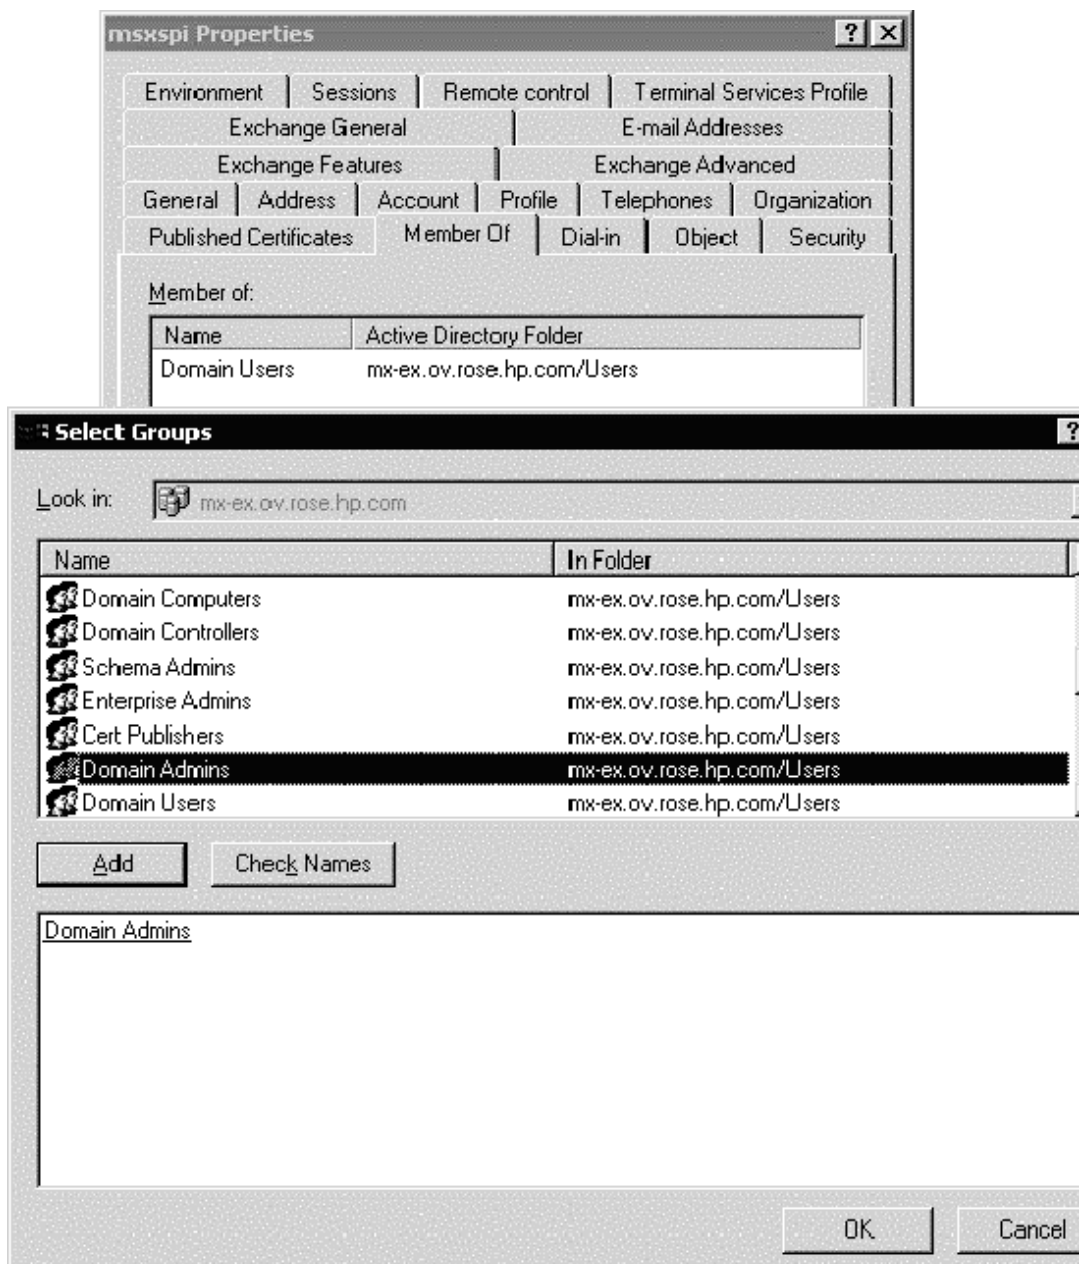 msxspi Properties ? X
Environment Sessions Remote control Terminal Services Profile
Exchange General E-mail Addresses
Exchange Features Exchange Advanced
General Address Account Profile Telephones Organization
Published Certificates Member Of Dial-in Object Security
Member of:
Name Active Directory Folder
Domain Users mx-ex.ov.rose.hp.com/Users
Select Groups ?
Look in: mx-ex.ov.rose.hp.com
Name In Folder
Domain Computers mx-ex.ov.rose.hp.com/Users
Domain Controllers mx-ex.ov.rose.hp.com/Users
Schema Admins mx-ex.ov.rose.hp.com/Users
Enterprise Admins mx-ex.ov.rose.hp.com/Users
Cert Publishers mx-ex.ov.rose.hp.com/Users
Domain Admins mx-ex.ov.rose.hp.com/Users
Domain Users mx-ex.ov.rose.hp.com/Users
Add Check Names
Domain Admins
OK Cancel